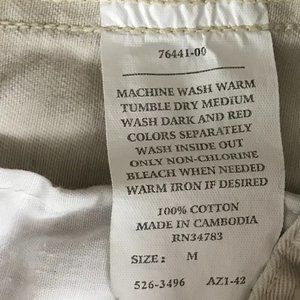 76441-00
MACHINE WASH WARM
TUMBLE DRY MEDIUM
WASH DARK AND RED
COLORS SEPARATELY
WASH INSIDE OUT
ONLY NON-CHLORINE
BLEACH WHEN NEEDED
WARM IRON IF DESIRED
100% COTTON
MADE IN CAMBODIA
RN34783
SIZE: M
526-3496 AZ1-42